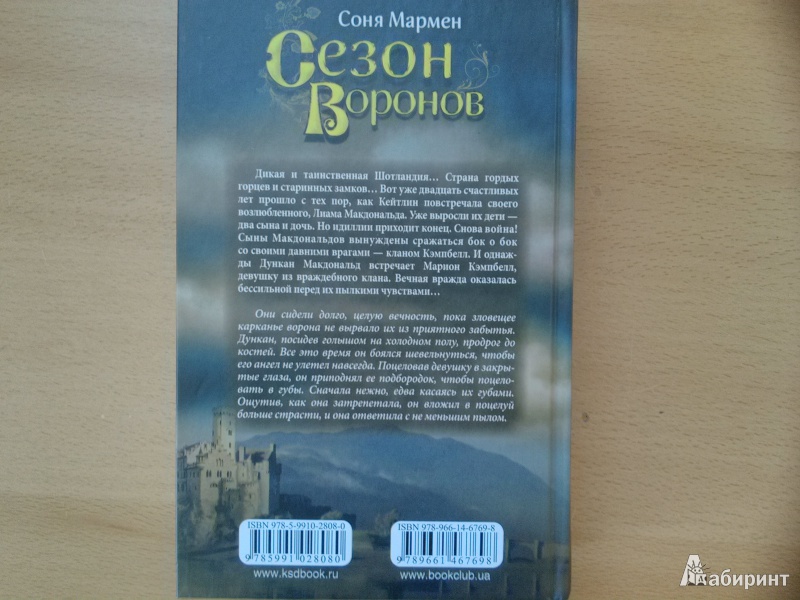 Соня Мармен
Сезон
Воронов
Дикая и таинственная Шотландия... Страна гордых
горцев и старинных замков... Вот уже двадцать счастливых
лет прошло с тех пор, как Кейтлин повстречала своего
возлюбленного, Лиама Макдональда. Уже выросли их дети —
два сына и дочь. Но идиллии приходит конец. Снова война!
Сыны Макдональдов вынуждены сражаться бок о бок
со своими давними врагами — кланом Кэмпбелл. И однаж-
ды Дункан Макдональд встречает Марион Кэмпбелл,
девушку из враждебного клана. Вечная вражда оказалась
бессильной перед их пылкими чувствами...
Они сидели долго, целую вечность, пока зловещее
карканье ворона не вырвало их из приятного забытья.
Дункан, посидев голышом на холодном полу, продрог до
костей. Все это время он боялся шевельнуться, чтобы
его ангел не улетел навсегда. Поцеловав девушку в закры-
тые глаза, он приподнял ее подбородок, чтобы поцело-
вать в губы. Сначала нежно, едва касаясь их губами.
Ощутив, как она затрепетала, он вложил в поцелуй
больше страсти, и она ответила с не меньшим пылом.
ISBN 978-5-9910-2808-0
9 785991 028080
www.ksdbook.ru
ISBN 978-966-14-6769-8
9 789661 467698
www.bookclub.ua
Лабиринт